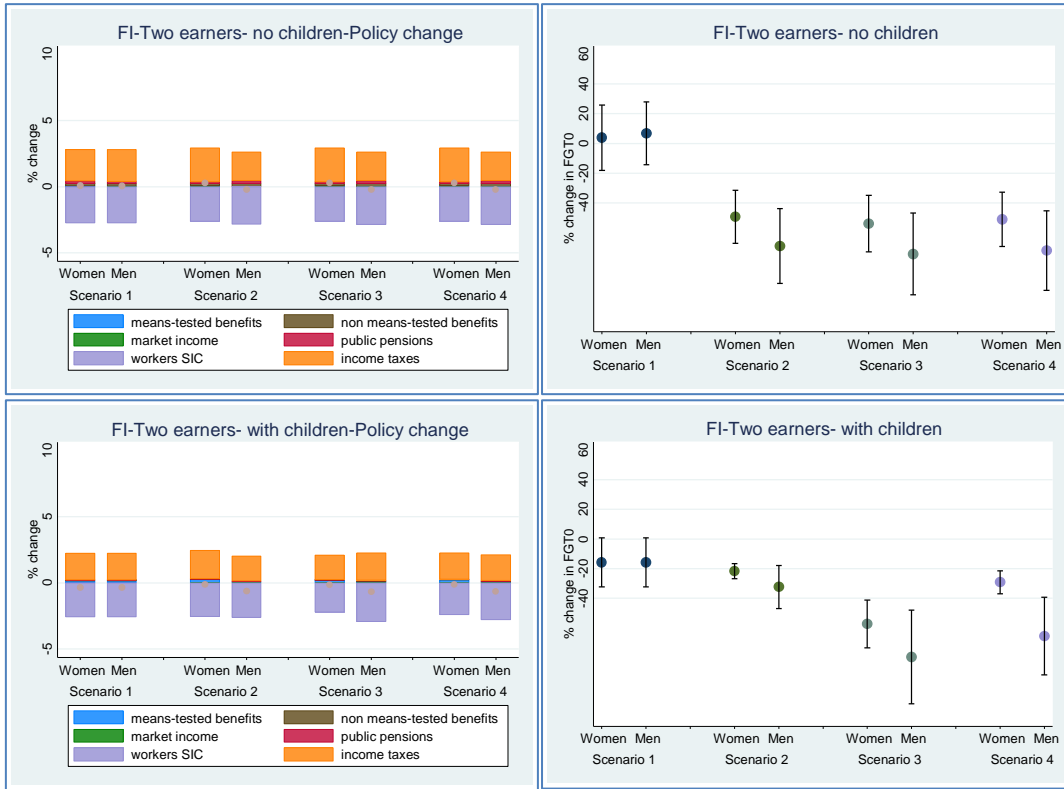 FI-Two earners- no children-Policy change
% change
10
5
0
-5
Women Men Women Men Women Men Women Men
Scenario 1 Scenario 2 Scenario 3 Scenario 4
means-tested benefits non means-tested benefits
market income public pensions
workers SIC income taxes
FI-Two earners- no children
% change in FGT0
60
40
20
0
-20
-40
Women Men Women Men Women Men Women Men
Scenario 1 Scenario 2 Scenario 3 Scenario 4
FI-Two earners- with children-Policy change
% change
10
5
0
-5
Women Men Women Men Women Men Women Men
Scenario 1 Scenario 2 Scenario 3 Scenario 4
means-tested benefits non means-tested benefits
market income public pensions
workers SIC income taxes
FI-Two earners- with children
% change in FGT0
60
40
20
0
-20
-40
Women Men Women Men Women Men Women Men
Scenario 1 Scenario 2 Scenario 3 Scenario 4